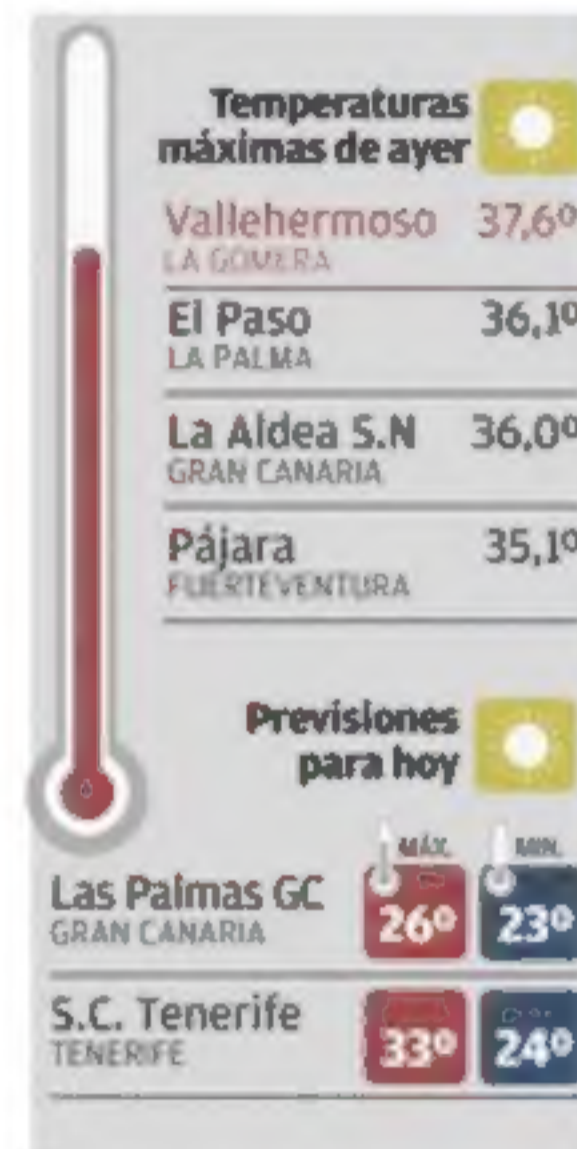 Temperaturas
máximas de ayer
Vallehermoso 37,6º
LA GOMERA
El Paso 36,1º
LA PALMA
La Aldea S.N 36,0º
GRAN CANARIA
Pájara 35,1º
FUERTEVENTURA
Previsiones
para hoy
MÁX. MIN.
Las Palmas GC 26º 23º
GRAN CANARIA
S.C. Tenerife 33º 24º
TENERIFE